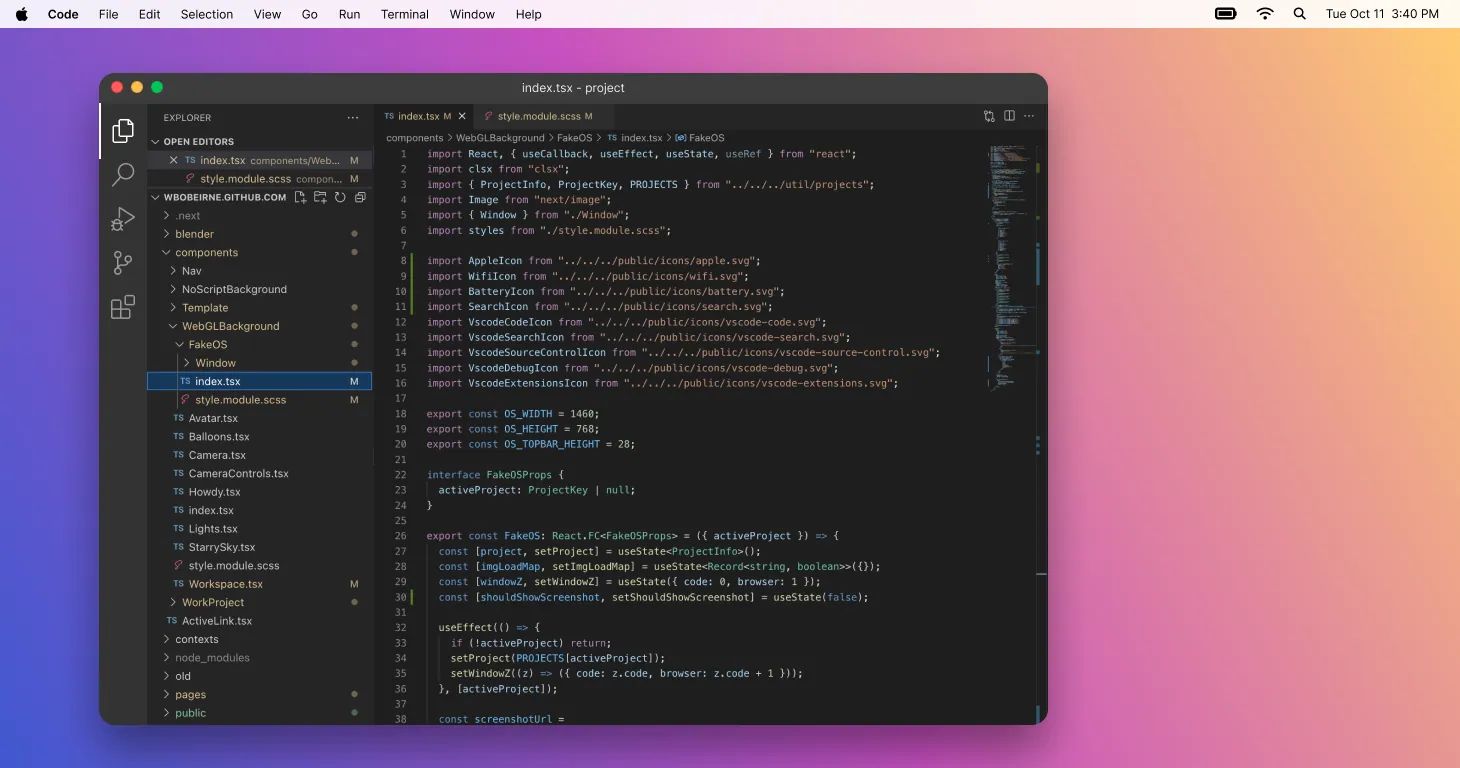 Code File Edit Selection View Go Run Terminal Window Help Tue Oct 11 3:40 PM
index.tsx - project
EXPLORER
OPEN EDITORS
TS index.tsx components/Web... M
style.module.scss compon... M
WBOBEIRNE.GITHUB.COM
.next
blender
components
Nav
NoScriptBackground
Template
WebGLBackground
FakeOS
Window
TS index.tsx M
style.module.scss M
TS Avatar.tsx
TS Balloons.tsx
TS Camera.tsx
TS CameraControls.tsx
TS Howdy.tsx
TS index.tsx
TS Lights.tsx
TS StarrySky.tsx
style.module.scss
TS Workspace.tsx M
WorkProject
TS ActiveLink.tsx
contexts
node_modules
old
pages
public
TS index.tsx M style.module.scss M
components > WebGLBackground > FakeOS > TS index.tsx > FakeOS
1 import React, { useCallback, useEffect, useState, useRef } from "react";
2 import clsx from "clsx";
3 import { ProjectInfo, ProjectKey, PROJECTS } from "../../../util/projects";
4 import Image from "next/image";
5 import { Window } from "./Window";
6 import styles from "./style.module.scss";
7
8 import AppleIcon from "../../../public/icons/apple.svg";
9 import WifiIcon from "../../../public/icons/wifi.svg";
10 import BatteryIcon from "../../../public/icons/battery.svg";
11 import SearchIcon from "../../../public/icons/search.svg";
12 import VscodeCodeIcon from "../../../public/icons/vscode-code.svg";
13 import VscodeSearchIcon from "../../../public/icons/vscode-search.svg";
14 import VscodeSourceControlIcon from "../../../public/icons/vscode-source-control.svg";
15 import VscodeDebugIcon from "../../../public/icons/vscode-debug.svg";
16 import VscodeExtensionsIcon from "../../../public/icons/vscode-extensions.svg";
17
18 export const OS_WIDTH = 1460;
19 export const OS_HEIGHT = 768;
20 export const OS_TOPBAR_HEIGHT = 28;
21
22 interface FakeOSProps {
23 activeProject: ProjectKey | null;
24 }
25
26 export const FakeOS: React.FC<FakeOSProps> = ({ activeProject }) => {
27 const [project, setProject] = useState<ProjectInfo>();
28 const [imgLoadMap, setImgLoadMap] = useState<Record<string, boolean>>({});
29 const [windowZ, setWindowZ] = useState({ code: 0, browser: 1 });
30 const [shouldShowScreenshot, setShouldShowScreenshot] = useState(false);
31
32 useEffect(() => {
33 if (!activeProject) return;
34 setProject(PROJECTS[activeProject]);
35 setWindowZ((z) => ({ code: z.code, browser: z.code + 1 }));
36 }, [activeProject]);
37
38 const screenshotUrl =